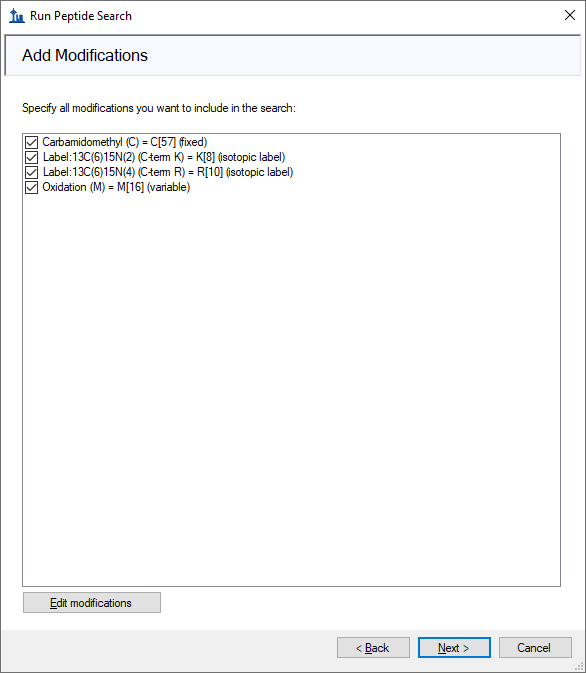 Run Peptide Search
Add Modifications
Specify all modifications you want to include in the search:
Carbamidomethyl (C) = C[57] (fixed)
Label:13C(6)15N(2) (C-term K) = K[8] (isotopic label)
Label:13C(6)15N(4) (C-term R) = R[10] (isotopic label)
Oxidation (M) = M[16] (variable)
Edit modifications
< Back Next > Cancel